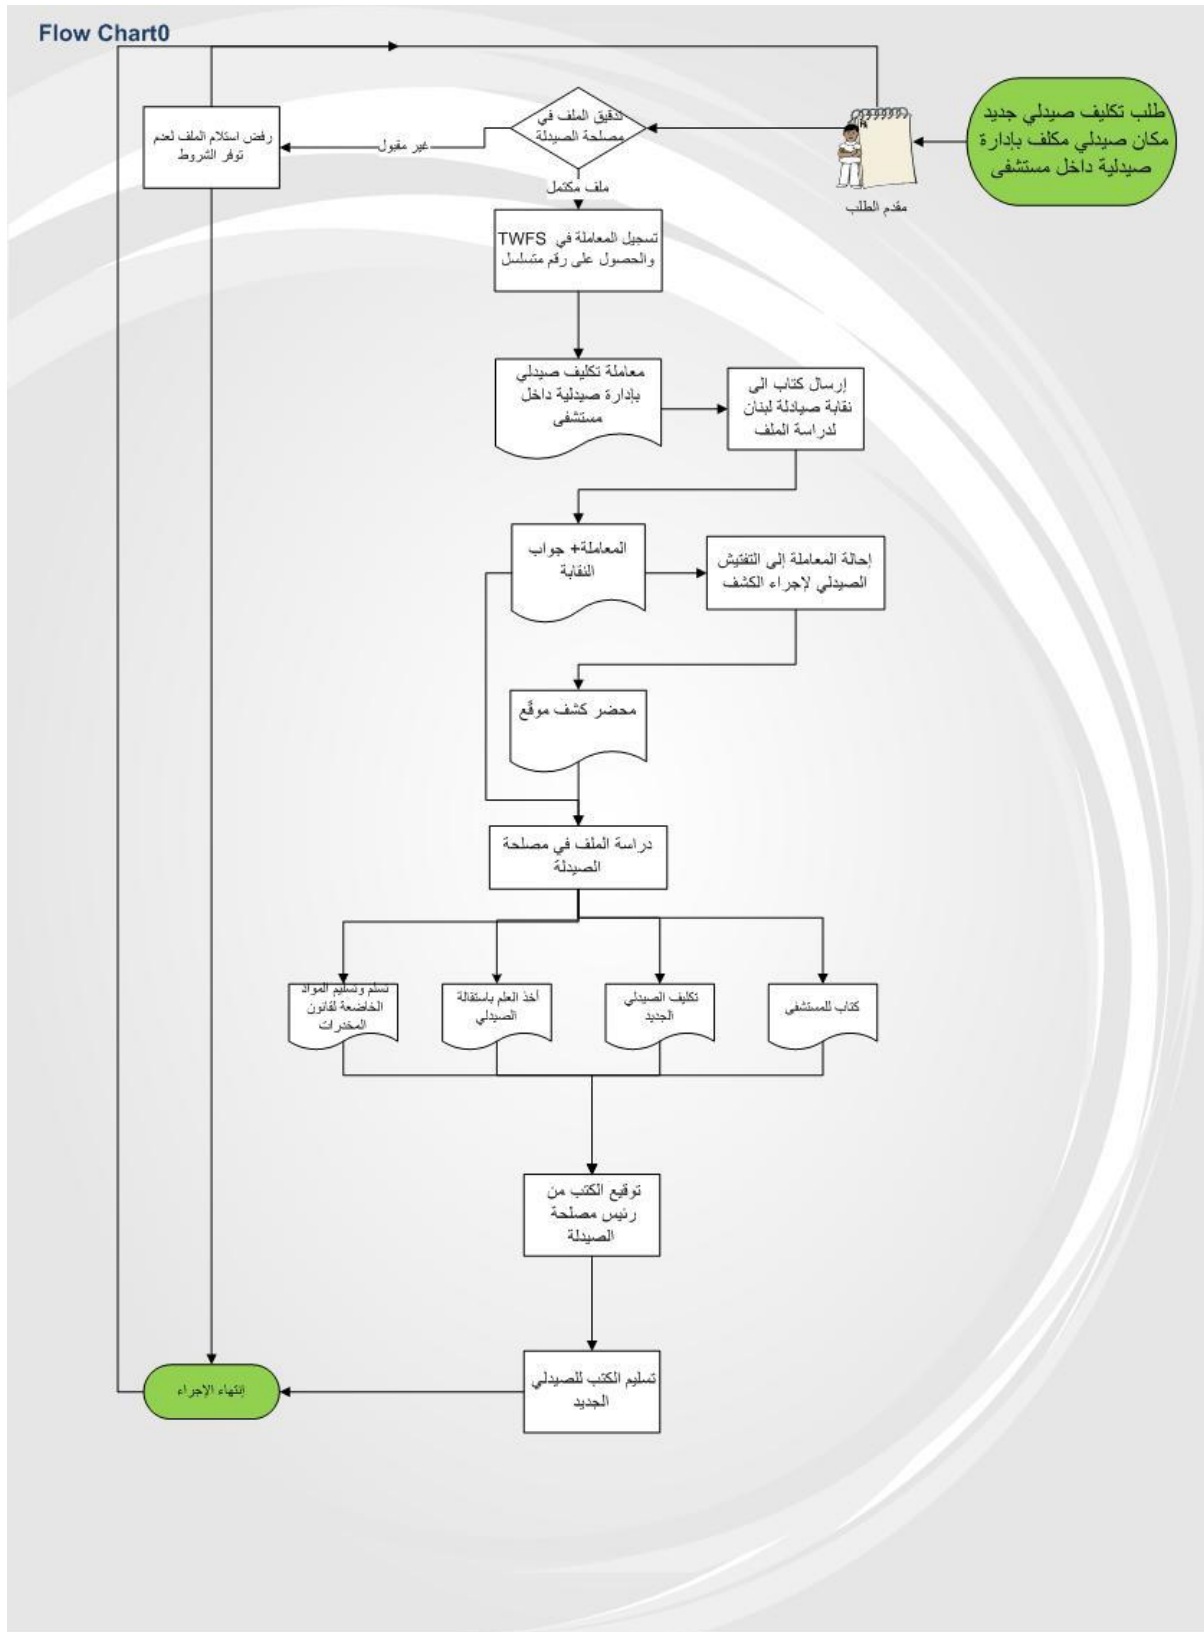 Flow Chart0
طلب تكليف صيدلي جديد
مكان صيدلي مكلف بإدارة
صيدلية داخل مستشفى
مقدم الطلب
تدقيق الملف في
مصلحة الصيدلة
غير مقبول
رفض استلام الملف لعدم
توفر الشروط
ملف مكتمل
تسجيل المعاملة في TWFS
والحصول على رقم متسلسل
معاملة تكليف صيدلي
بإدارة صيدلية داخل
مستشفى
إرسال كتاب الى
نقابة صيادلة لبنان
لدراسة الملف
المعاملة+ جواب
النقابة
إحالة المعاملة إلى التفتيش
الصيدلي لإجراء الكشف
محضر كشف موقّع
دراسة الملف في مصلحة
الصيدلة
كتاب للمستشفى
تكليف الصيدلي
الجديد
أخذ العلم باستقالة
الصيدلي
تسلم وتسليم المواد
الخاضعة لقانون
المخدرات
توقيع الكتب من
رئيس مصلحة
الصيدلة
تسليم الكتب للصيدلي
الجديد
إنتهاء الإجراء